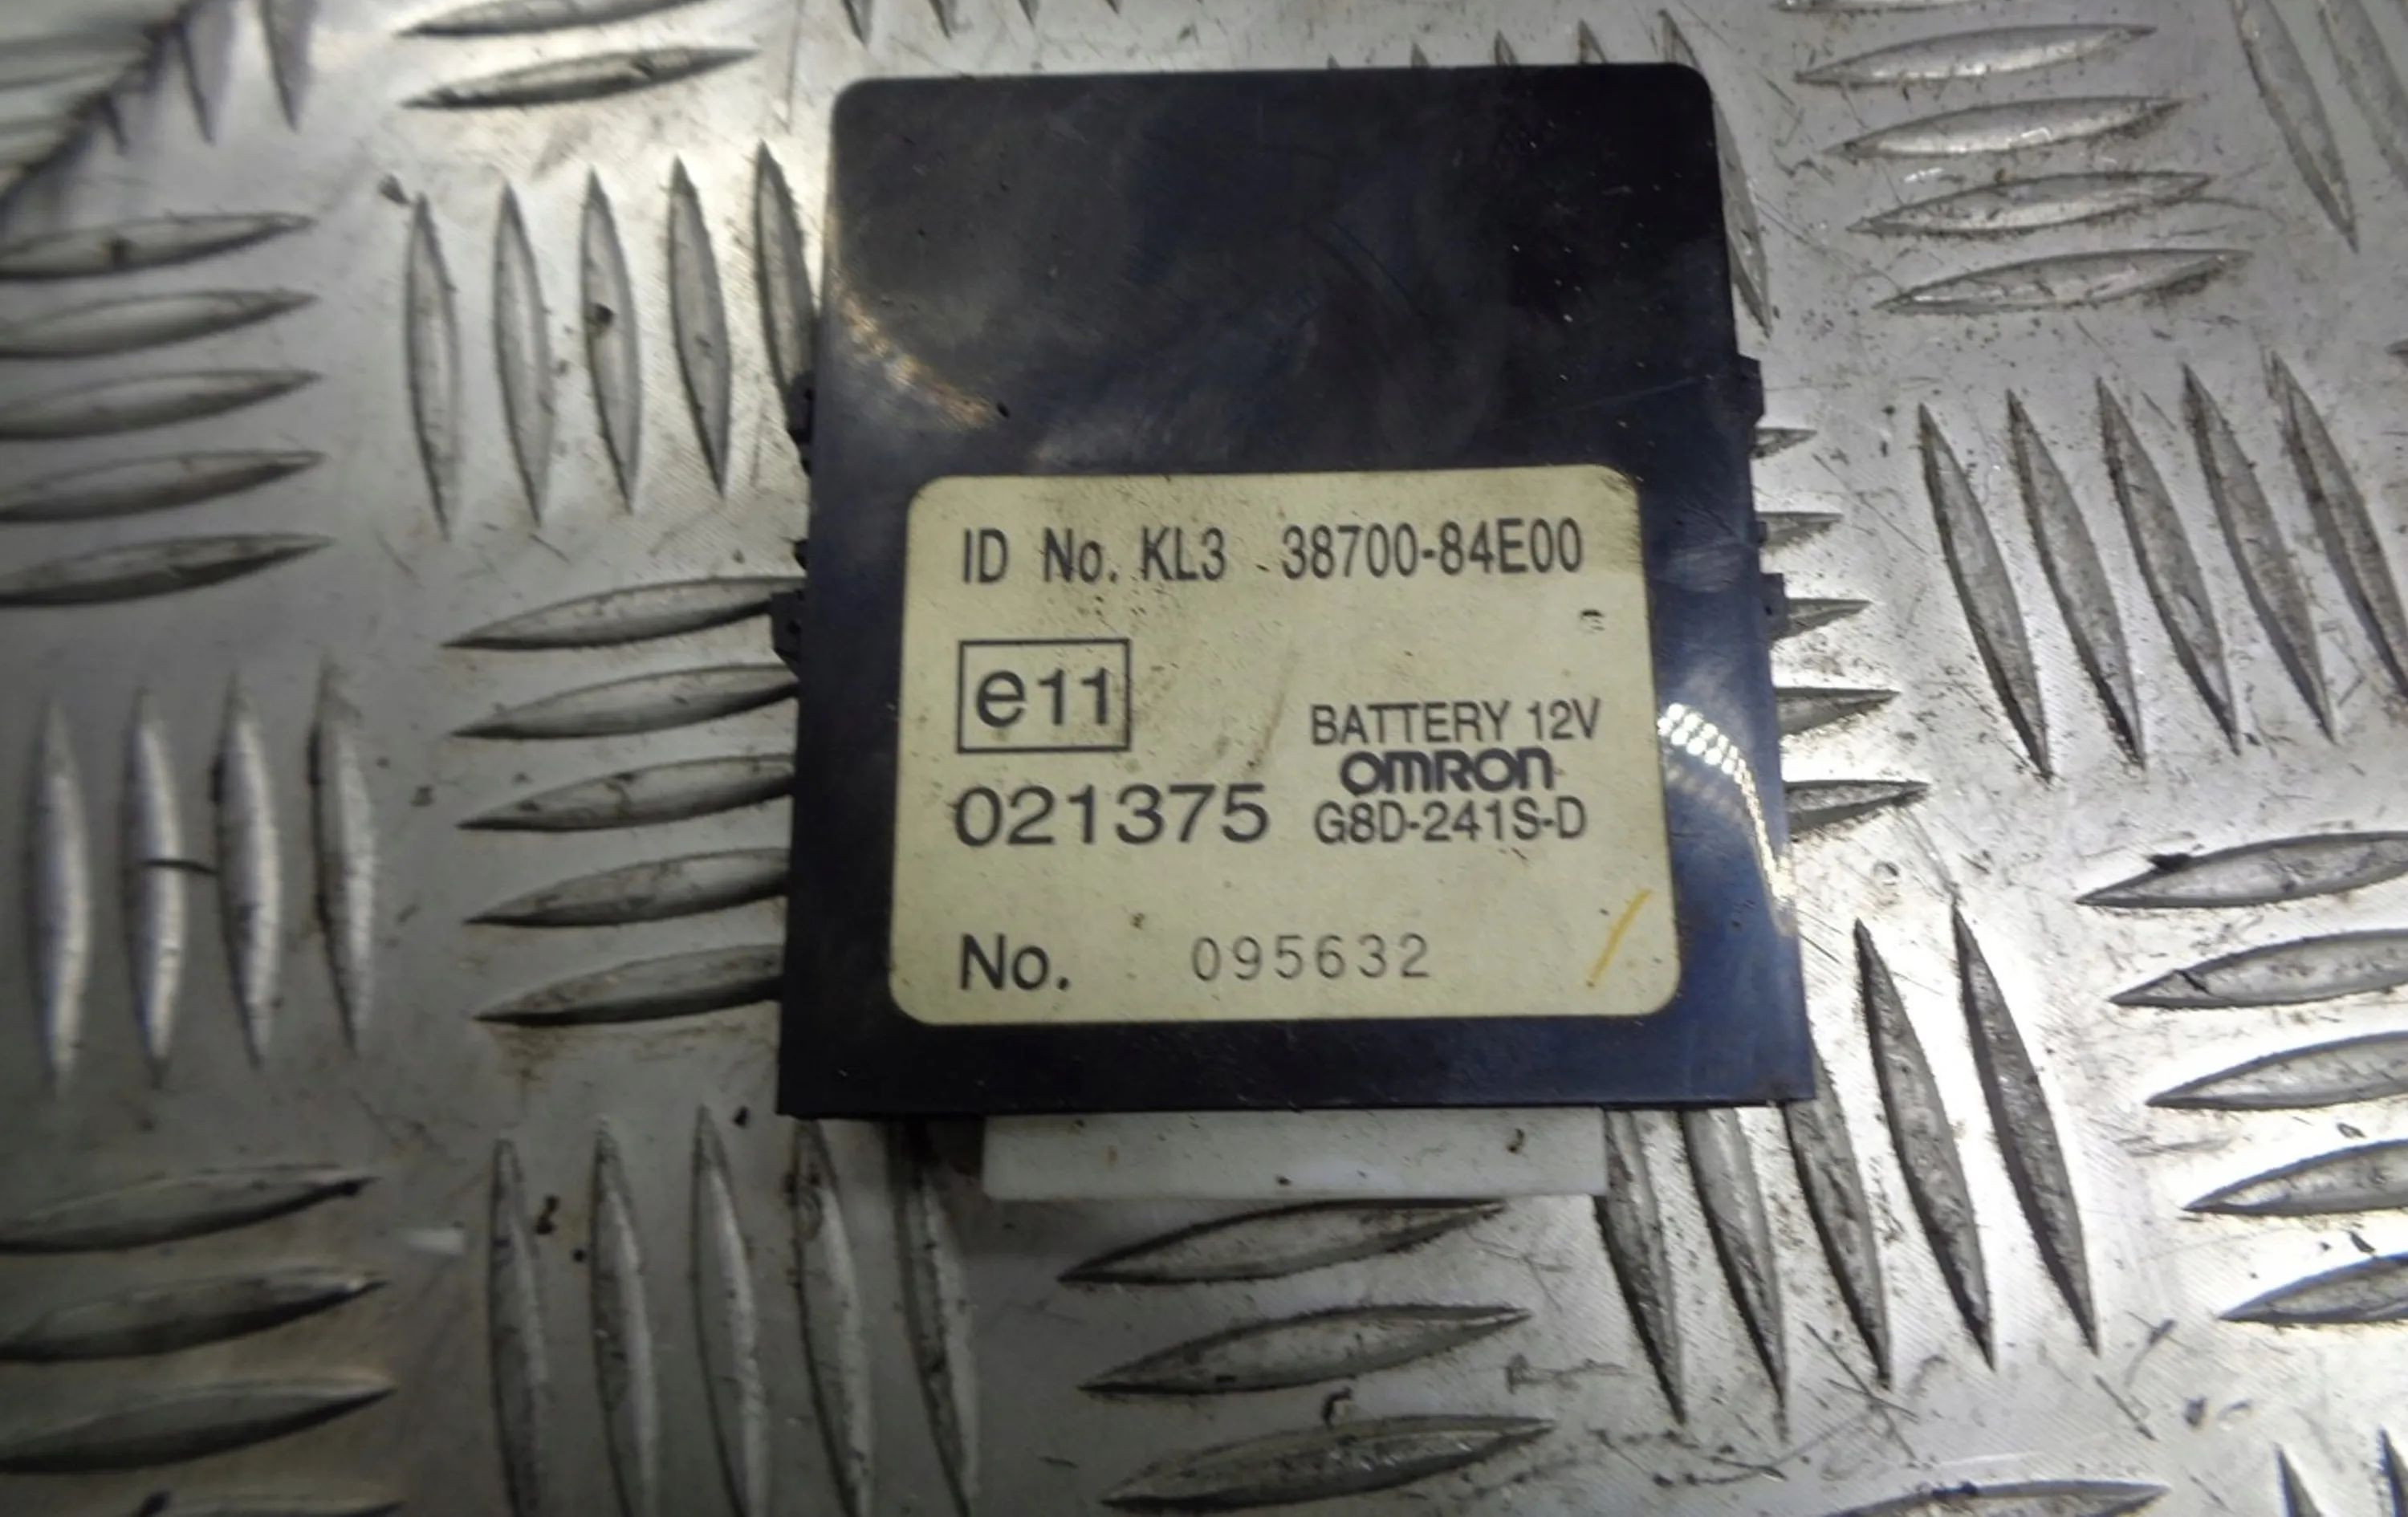 ID No. KL3 38700-84E00
e11
BATTERY 12V
OMRON
021375 G8D-241S-D
No. 095632